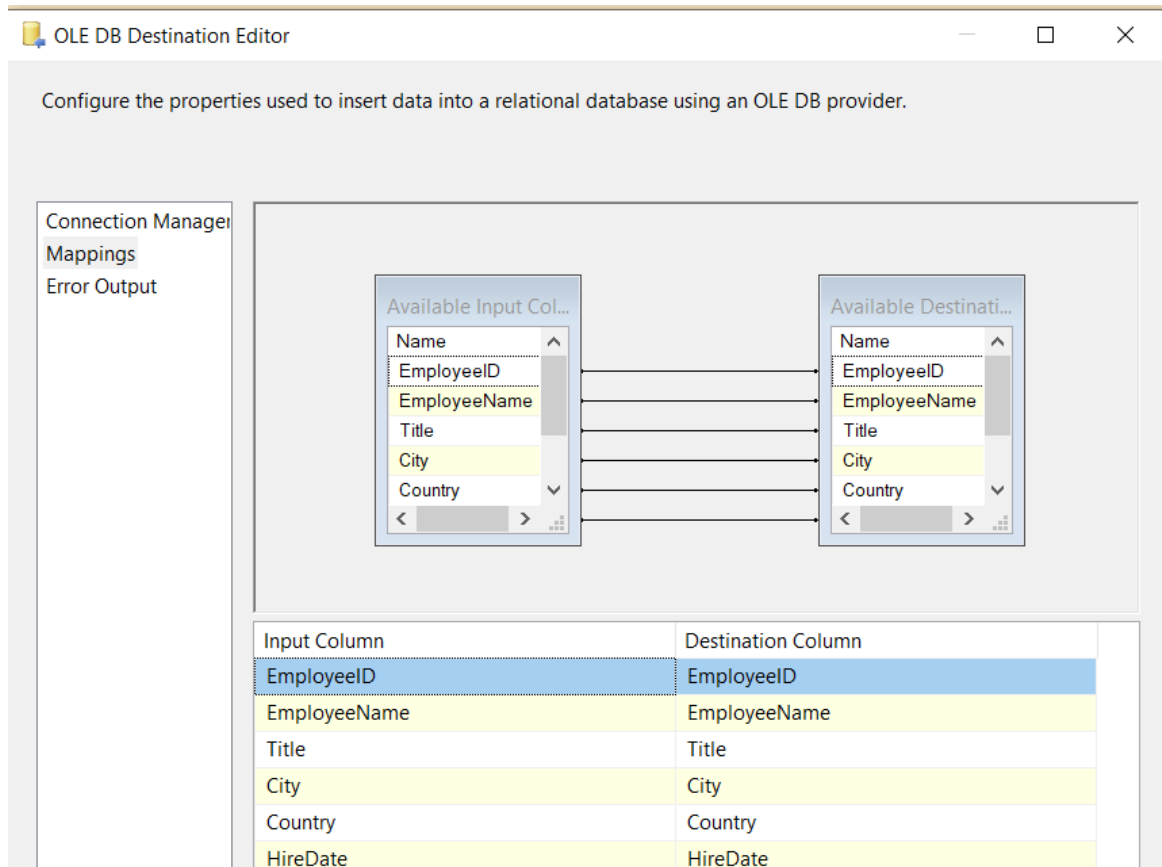 OLE DB Destination Editor
Configure the properties used to insert data into a relational database using an OLE DB provider.
Connection Manager
Mappings
Error Output
Available Input Col...
Name
EmployeeID
EmployeeName
Title
City
Country
Available Destinati...
Name
EmployeeID
EmployeeName
Title
City
Country
Input Column Destination Column
EmployeeID EmployeeID
EmployeeName EmployeeName
Title Title
City City
Country Country
HireDate HireDate